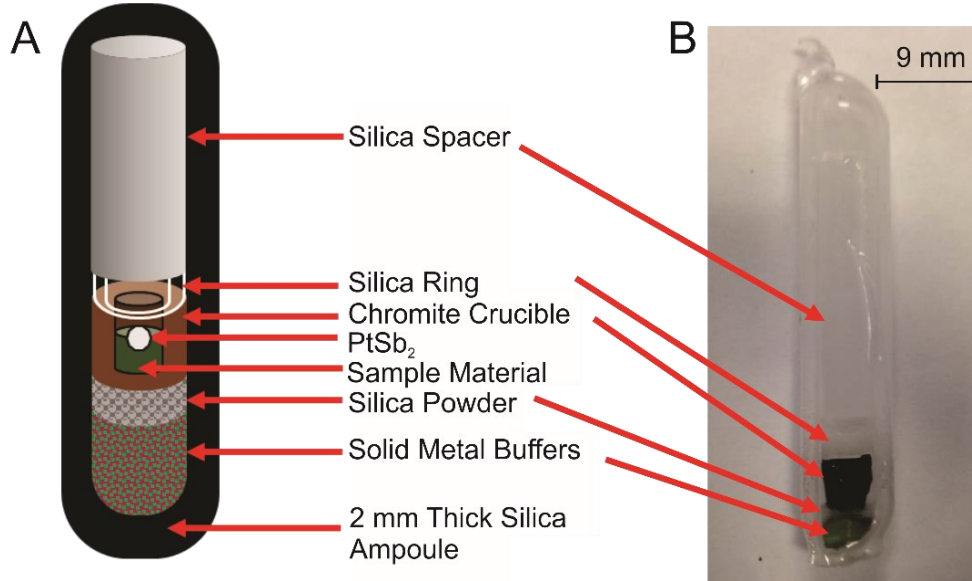 A
B
9 mm
Silica Spacer
Silica Ring
Chromite Crucible
PtSb₂
Sample Material
Silica Powder
Solid Metal Buffers
2 mm Thick Silica
Ampoule